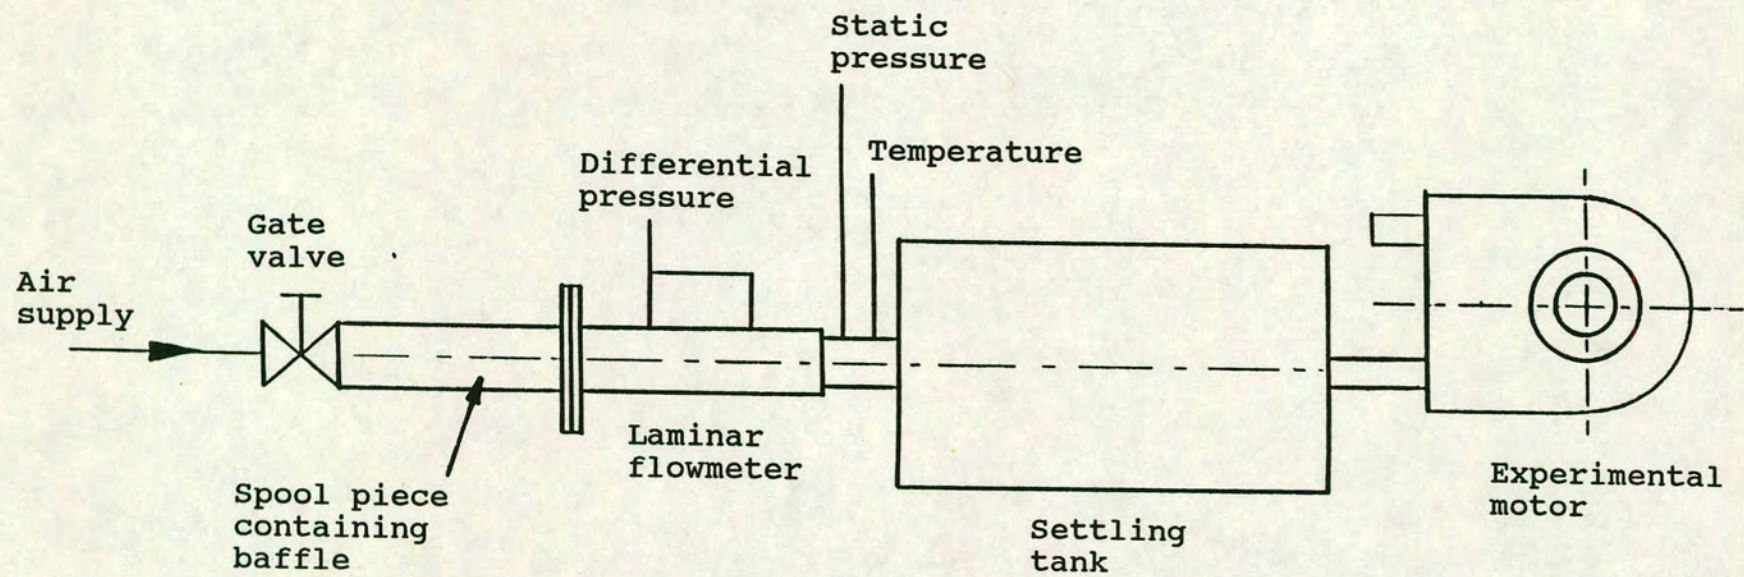 Static
pressure
Differential
pressure
Temperature
Gate
valve
Air
supply
Laminar
flowmeter
Spool piece
containing
baffle
Settling
tank
Experimental
motor